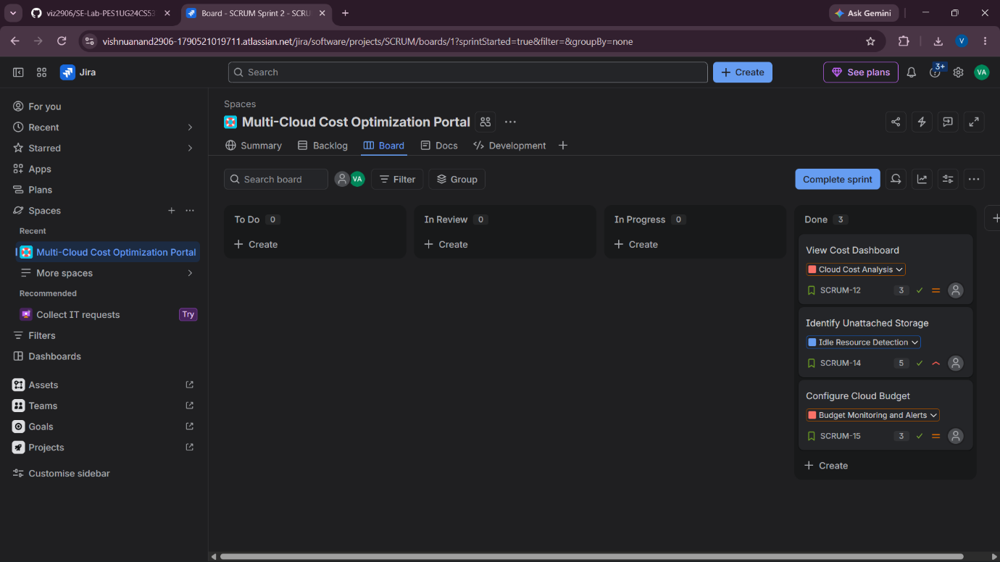 viz2906/SE-Lab-PES1UG24CS53
Board - SCRUM Sprint 2 - SCRU
Ask Gemini
vishnuanand2906-1790521019711.atlassian.net/jira/software/projects/SCRUM/boards/1?sprintStarted=true&filter=&groupBy=none
V
Jira
Search
+ Create
See plans
3+
VA
For you
Recent
Starred
Apps
Plans
Spaces
Recent
Multi-Cloud Cost Optimization Portal
More spaces
Recommended
Collect IT requests
Try
Filters
Dashboards
Assets
Teams
Goals
Projects
Customise sidebar
Spaces
Multi-Cloud Cost Optimization Portal
Summary
Backlog
Board
Docs
Development
Search board
VA
Filter
Group
Complete sprint
To Do 0
+ Create
In Review 0
+ Create
In Progress 0
+ Create
Done 3
View Cost Dashboard
Cloud Cost Analysis
SCRUM-12 3
Identify Unattached Storage
Idle Resource Detection
SCRUM-14 5
Configure Cloud Budget
Budget Monitoring and Alerts
SCRUM-15 3
+ Create